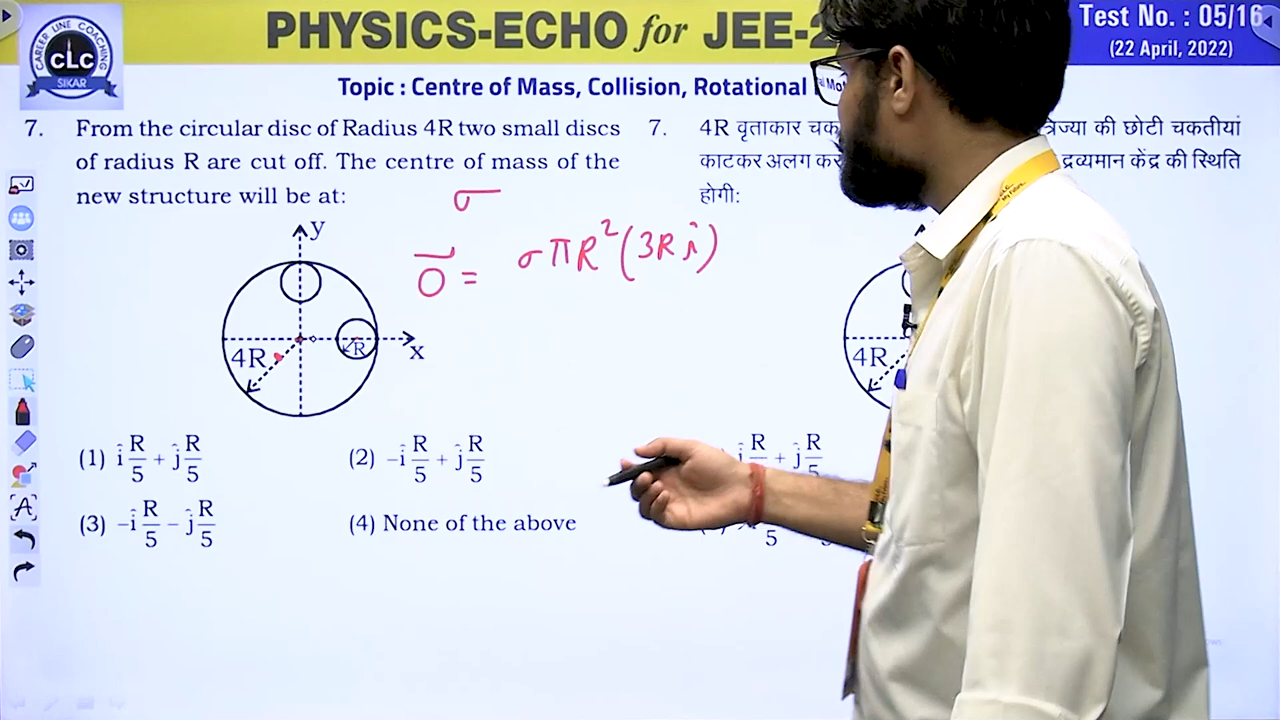 CAREER LINE COACHING
CLC
SIKAR
PHYSICS-ECHO for JEE-2
Test No. : 05/16
(22 April, 2022)
Topic : Centre of Mass, Collision, Rotational
7. From the circular disc of Radius 4R two small discs
of radius R are cut off. The centre of mass of the
new structure will be at:
σ
0 = σπR²(3R î)
y
4R
R
x
(1) î R/5 + ĵ R/5
(2) -î R/5 + ĵ R/5
(3) -î R/5 - ĵ R/5
(4) None of the above
7. 4R वृत्ताकार चक
त्रिज्या की छोटी चकतीयां
काटकर अलग कर
द्रव्यमान केंद्र की स्थिति
होगी:
4R
R/5 + ĵ R/5
5